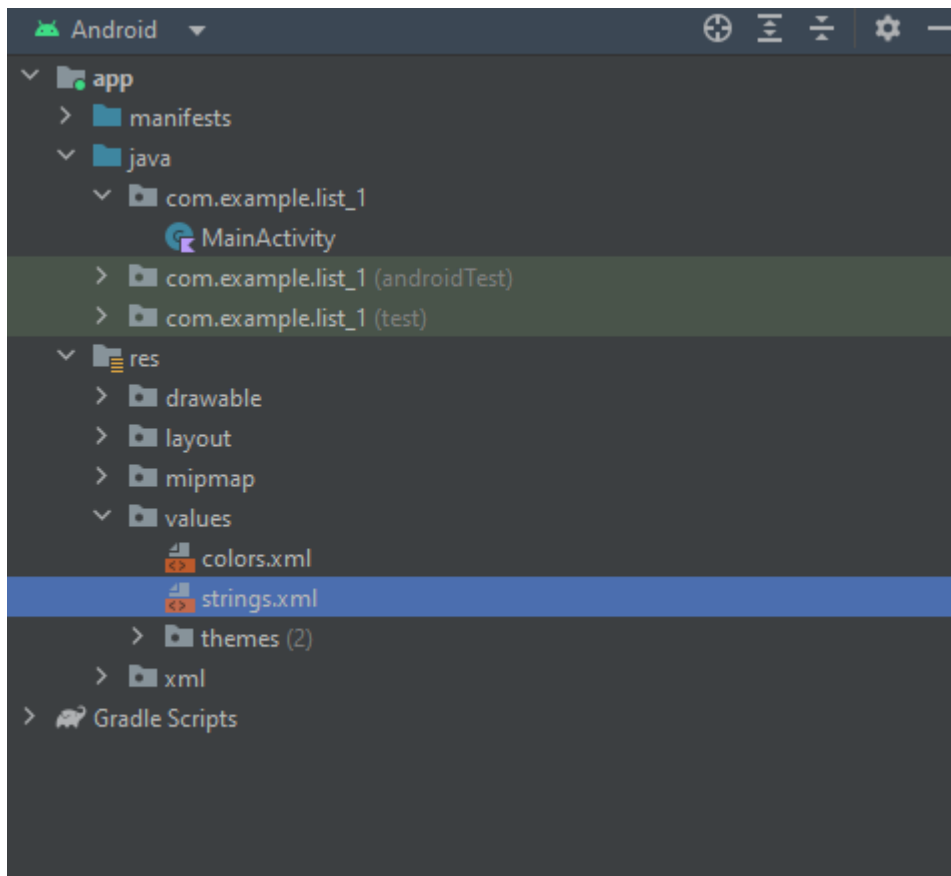 Android
app
manifests
java
com.example.list_1
MainActivity
com.example.list_1 (androidTest)
com.example.list_1 (test)
res
drawable
layout
mipmap
values
colors.xml
strings.xml
themes (2)
xml
Gradle Scripts